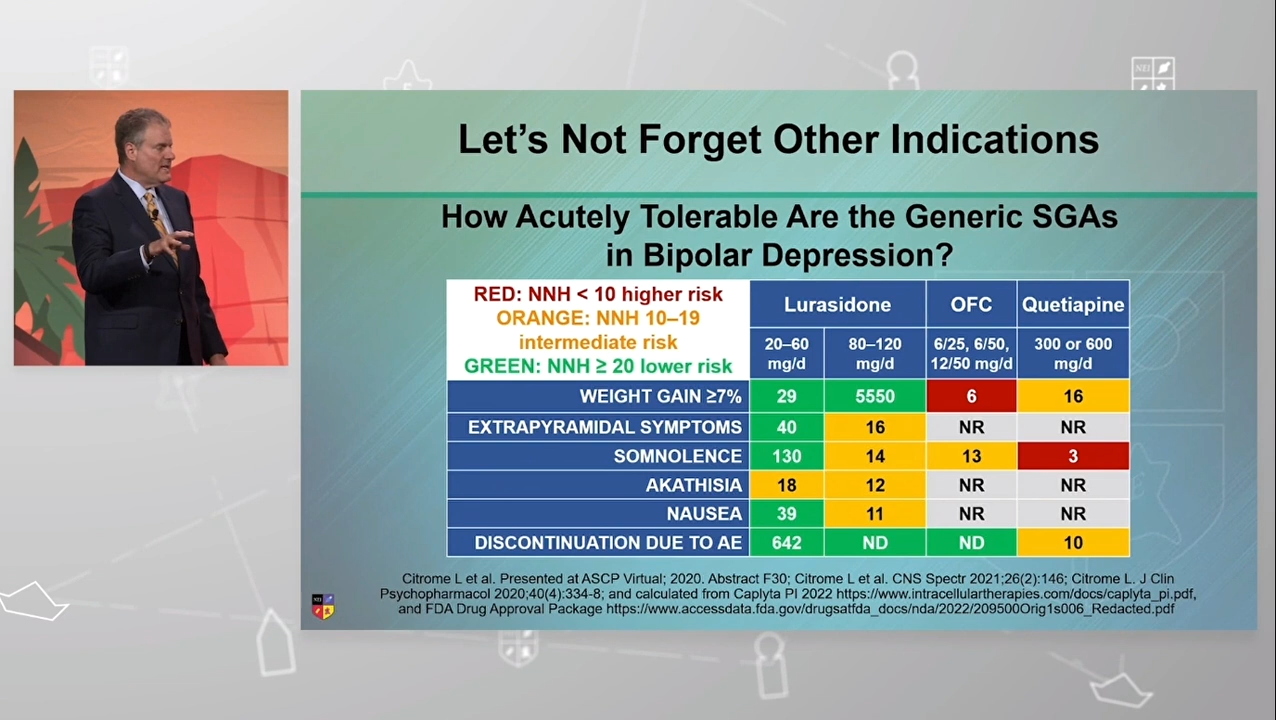 NEI
Let's Not Forget Other Indications
How Acutely Tolerable Are the Generic SGAs
in Bipolar Depression?
RED: NNH < 10 higher risk
ORANGE: NNH 10–19
intermediate risk
GREEN: NNH ≥ 20 lower risk
Lurasidone OFC Quetiapine
20–60 mg/d 80–120 mg/d 6/25, 6/50, 12/50 mg/d 300 or 600 mg/d
WEIGHT GAIN ≥7% 29 5550 6 16
EXTRAPYRAMIDAL SYMPTOMS 40 16 NR NR
SOMNOLENCE 130 14 13 3
AKATHISIA 18 12 NR NR
NAUSEA 39 11 NR NR
DISCONTINUATION DUE TO AE 642 ND ND 10
Citrome L et al. Presented at ASCP Virtual; 2020. Abstract F30; Citrome L et al. CNS Spectr 2021;26(2):146; Citrome L. J Clin
Psychopharmacol 2020;40(4):334-8; and calculated from Caplyta PI 2022 https://www.intracellulartherapies.com/docs/caplyta_pi.pdf,
and FDA Drug Approval Package https://www.accessdata.fda.gov/drugsatfda_docs/nda/2022/209500Orig1s006_Redacted.pdf